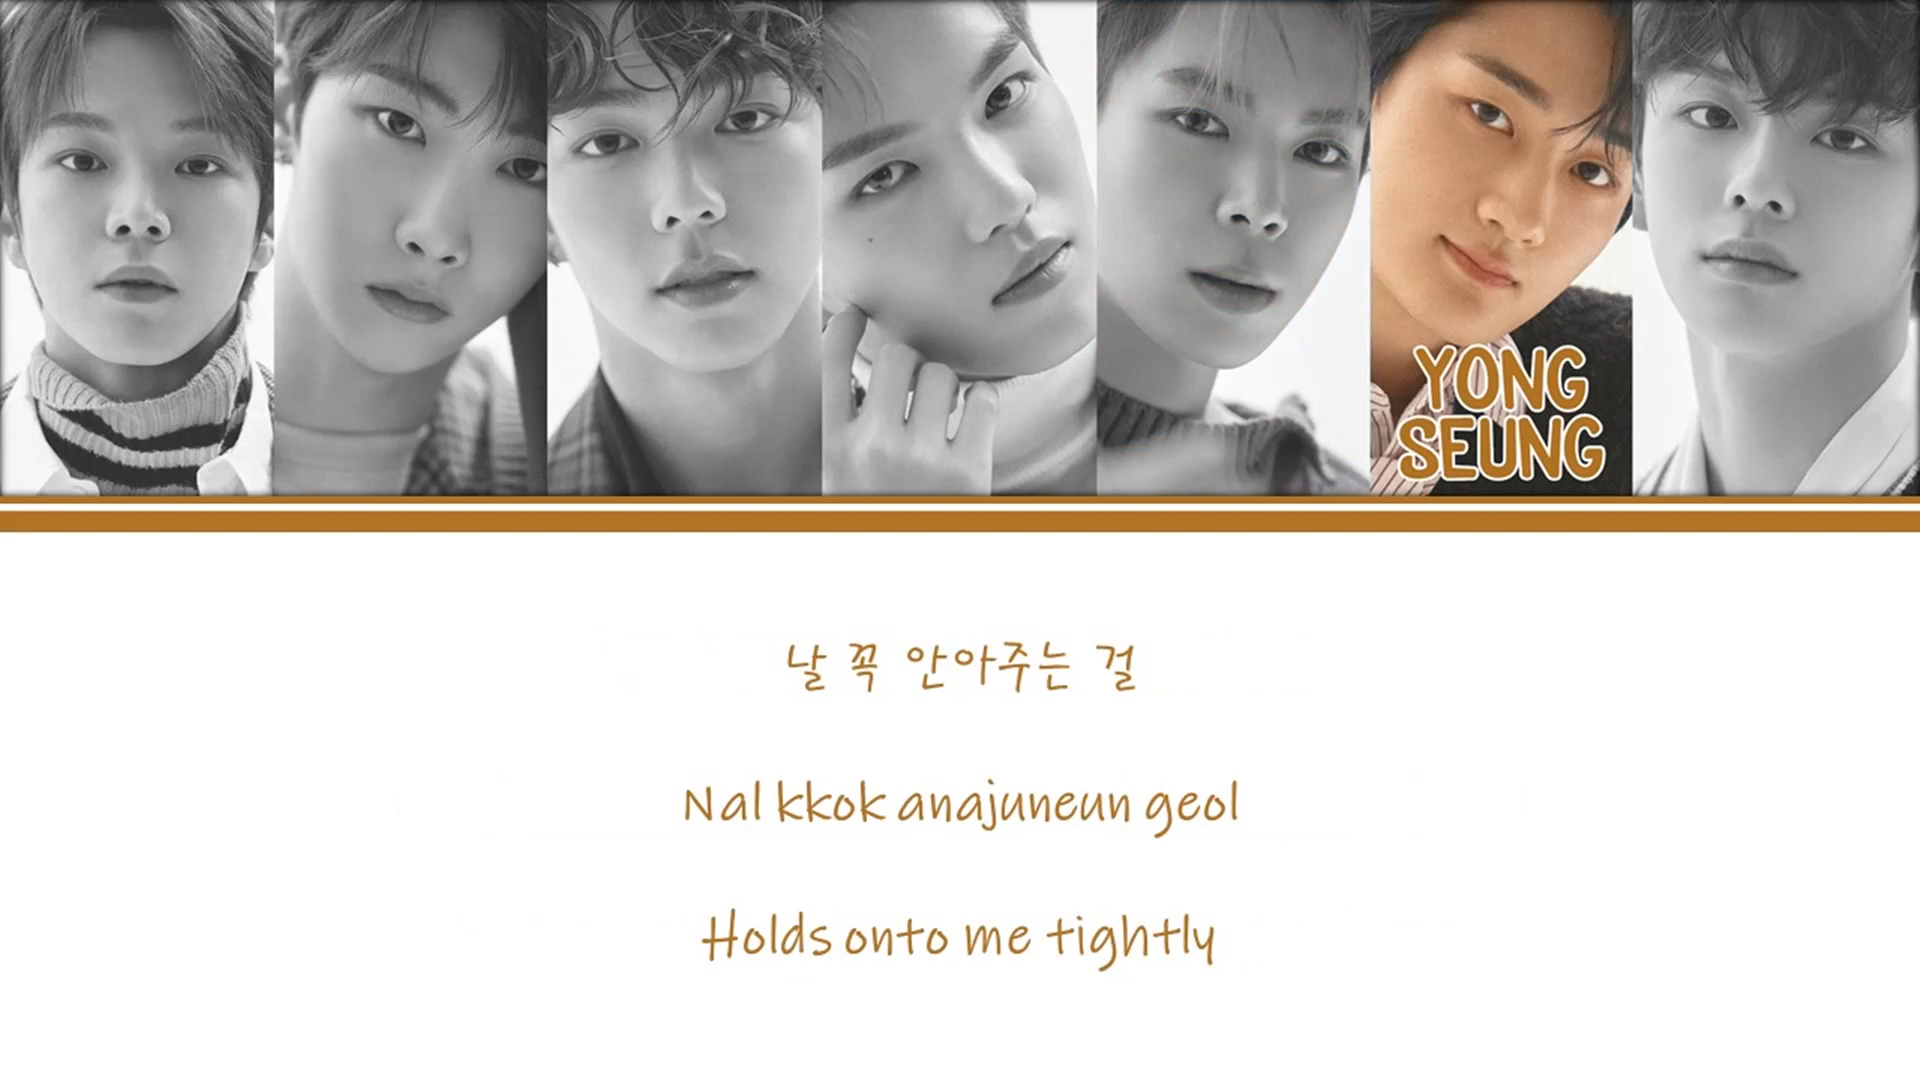 YONG
SEUNG
날 꼭 안아주는 걸
Nal kkok anajuneun geol
Holds onto me tightly